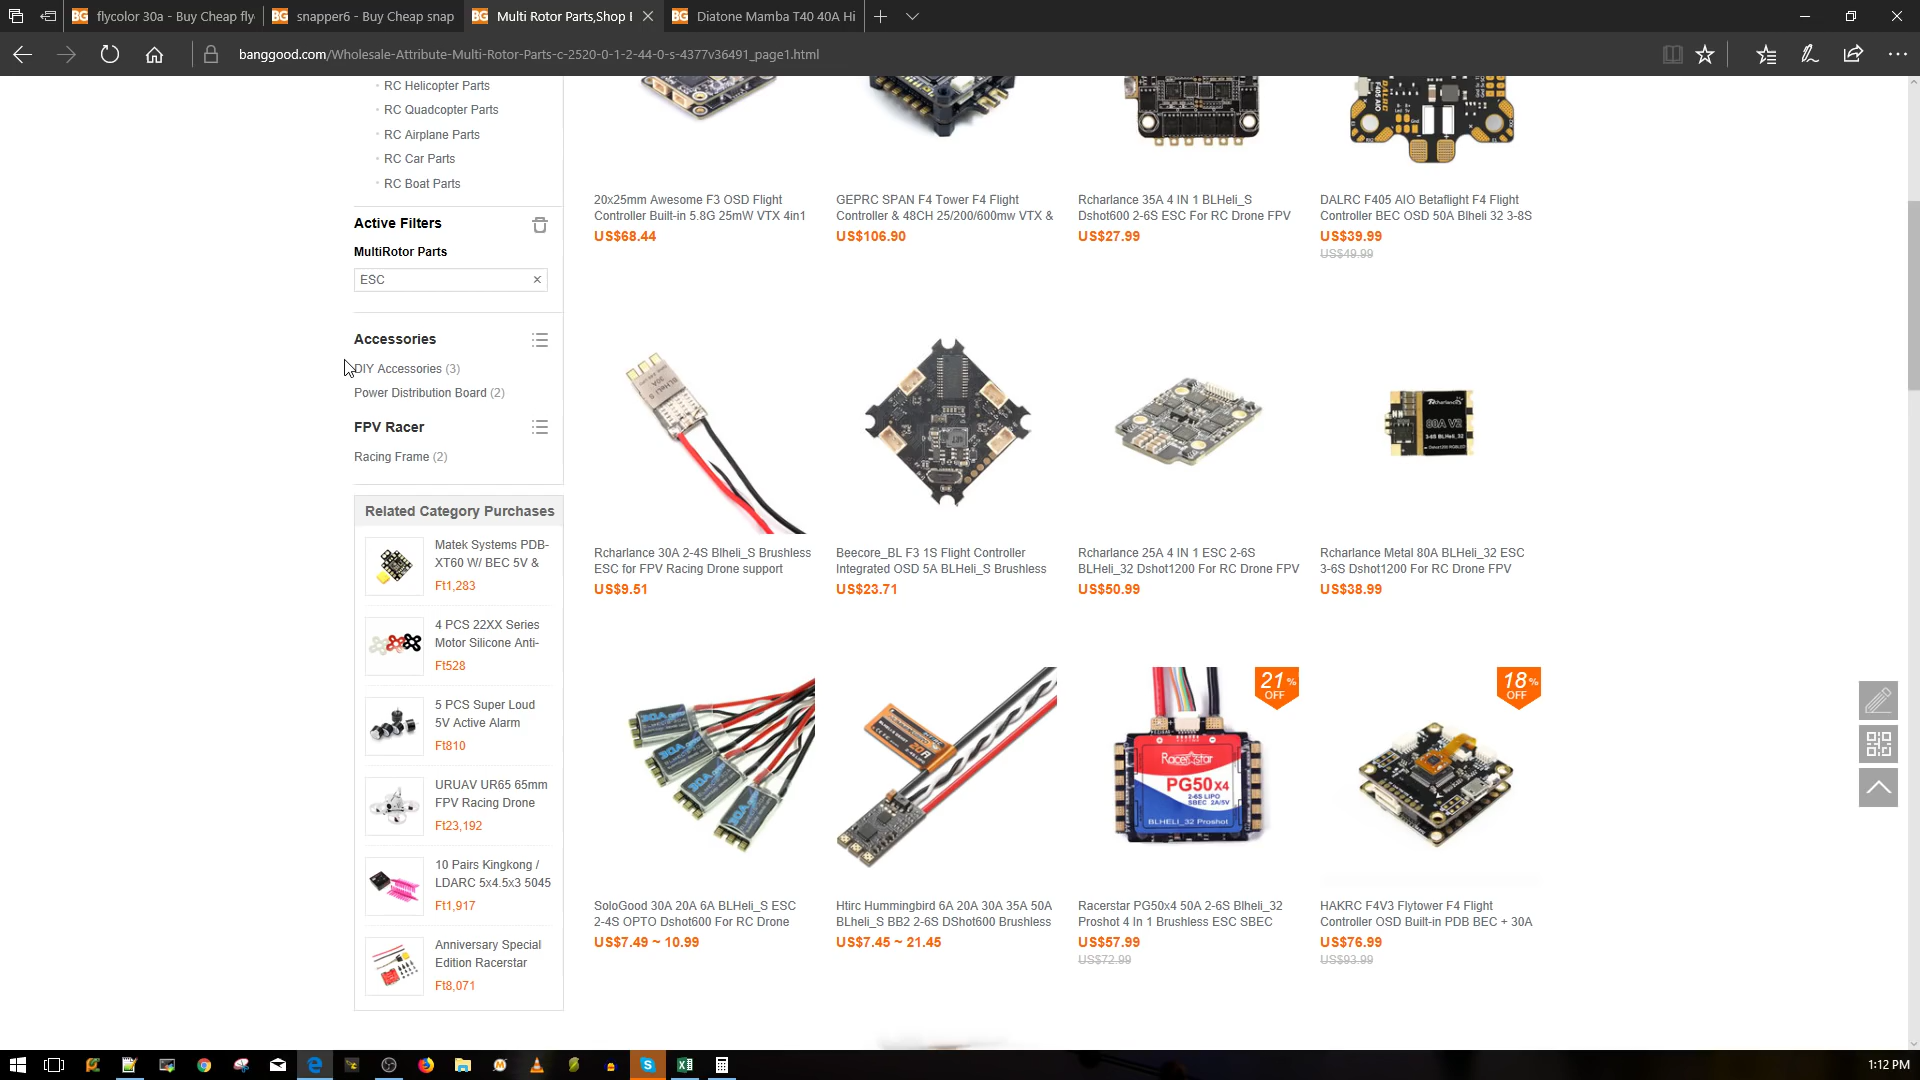 flycolor 30a - Buy Cheap fly
snapper6 - Buy Cheap snap
Multi Rotor Parts,Shop E
Diatone Mamba T40 40A Hi
banggood.com/Wholesale-Attribute-Multi-Rotor-Parts-c-2520-0-1-2-44-0-s-4377v36491_page1.html
RC Helicopter Parts
RC Quadcopter Parts
RC Airplane Parts
RC Car Parts
RC Boat Parts
Active Filters
MultiRotor Parts
ESC
Accessories
DIY Accessories (3)
Power Distribution Board (2)
FPV Racer
Racing Frame (2)
Related Category Purchases
Matek Systems PDB-
XT60 W/ BEC 5V &
Ft1,283
4 PCS 22XX Series
Motor Silicone Anti-
Ft528
5 PCS Super Loud
5V Active Alarm
Ft810
URUAV UR65 65mm
FPV Racing Drone
Ft23,192
10 Pairs Kingkong /
LDARC 5x4.5x3 5045
Ft1,917
Anniversary Special
Edition Racerstar
Ft8,071
20x25mm Awesome F3 OSD Flight
Controller Built-in 5.8G 25mW VTX 4in1
US$68.44
GEPRC SPAN F4 Tower F4 Flight
Controller & 48CH 25/200/600mw VTX &
US$106.90
Rcharlance 35A 4 IN 1 BLHeli_S
Dshot600 2-6S ESC For RC Drone FPV
US$27.99
DALRC F405 AIO Betaflight F4 Flight
Controller BEC OSD 50A Blheli 32 3-8S
US$39.99
US$49.99
Rcharlance 30A 2-4S Blheli_S Brushless
ESC for FPV Racing Drone support
US$9.51
Beecore_BL F3 1S Flight Controller
Integrated OSD 5A BLHeli_S Brushless
US$23.71
Rcharlance 25A 4 IN 1 ESC 2-6S
BLHeli_32 Dshot1200 For RC Drone FPV
US$50.99
Rcharlance
80A V2
3-6S BLHeli_32
Rcharlance Metal 80A BLHeli_32 ESC
3-6S Dshot1200 For RC Drone FPV
US$38.99
SoloGood 30A 20A 6A BLHeli_S ESC
2-4S OPTO Dshot600 For RC Drone
US$7.49 ~ 10.99
Htirc Hummingbird 6A 20A 30A 35A 50A
BLheli_S BB2 2-6S DShot600 Brushless
US$7.45 ~ 21.45
21% OFF
Racerstar
PG50x4
2-6S LIPO
SBEC 2A/5V
BLHELI_32 Proshot
Racerstar PG50x4 50A 2-6S Blheli_32
Proshot 4 In 1 Brushless ESC SBEC
US$57.99
US$72.99
18% OFF
HAKRC F4V3 Flytower F4 Flight
Controller OSD Built-in PDB BEC + 30A
US$76.99
US$93.99
1:12 PM